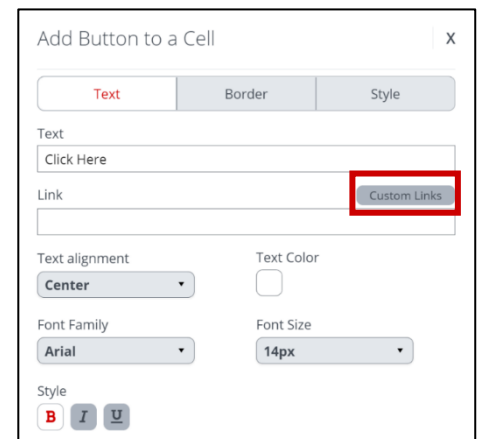 Add Button to a Cell X
Text Border Style
Text
Click Here
Link Custom Links
Text alignment Text Color
Center
Font Family Font Size
Arial 14px
Style
B I U